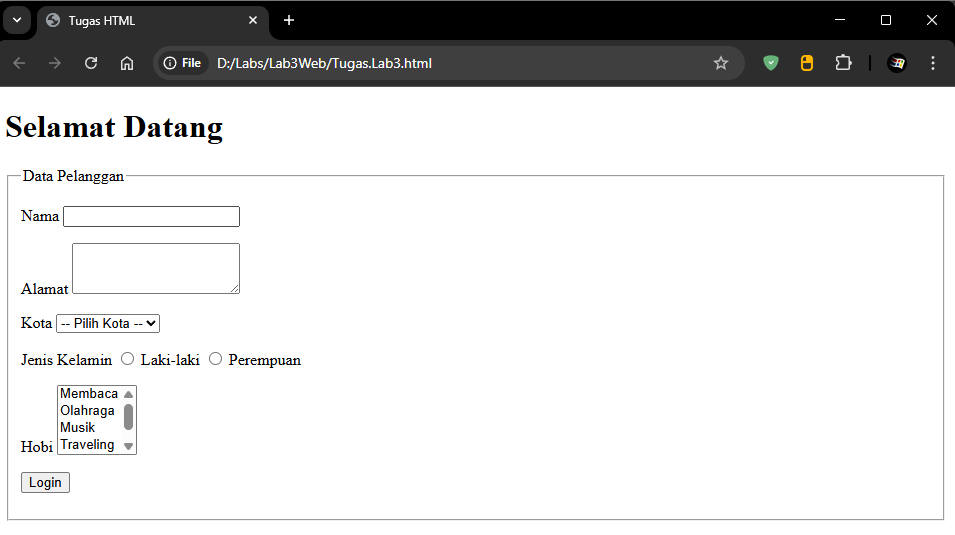 Tugas HTML
File D:/Labs/Lab3Web/Tugas.Lab3.html
Selamat Datang
Data Pelanggan
Nama
Alamat
Kota -- Pilih Kota --
Jenis Kelamin Laki-laki Perempuan
Membaca
Olahraga
Musik
Hobi Traveling
Login